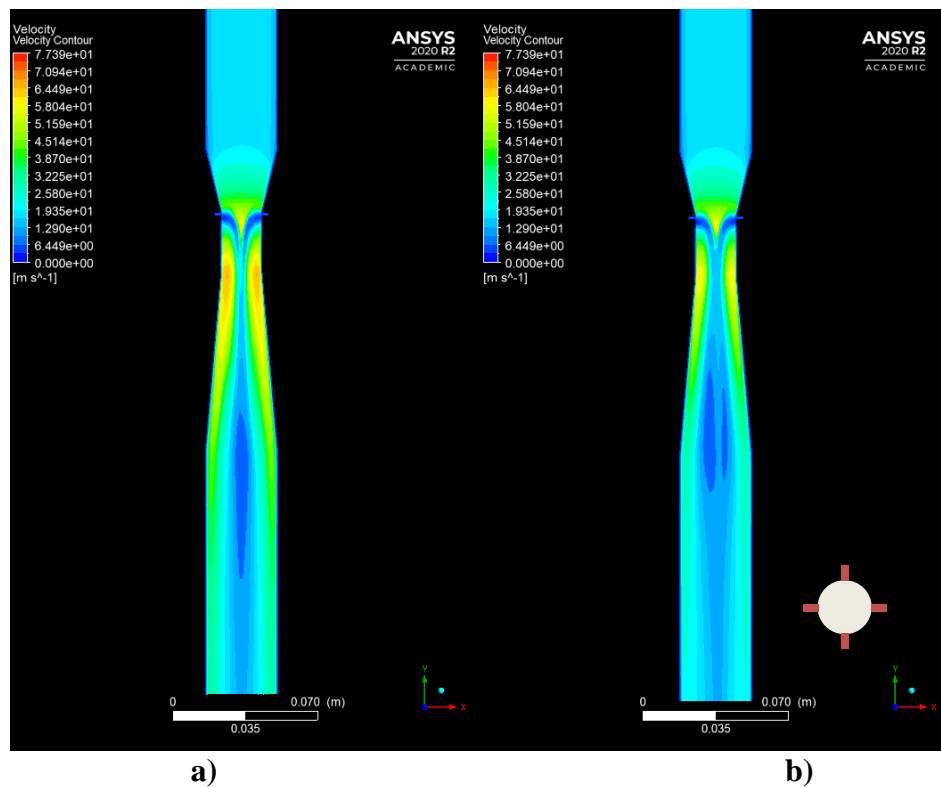 Velocity
Velocity Contour
7.739e+01
7.094e+01
6.449e+01
5.804e+01
5.159e+01
4.514e+01
3.870e+01
3.225e+01
2.580e+01
1.935e+01
1.290e+01
6.449e+00
0.000e+00
[m s^-1]
ANSYS
2020 R2
ACADEMIC
0 0.070 (m)
0.035
Y
X
Velocity
Velocity Contour
7.739e+01
7.094e+01
6.449e+01
5.804e+01
5.159e+01
4.514e+01
3.870e+01
3.225e+01
2.580e+01
1.935e+01
1.290e+01
6.449e+00
0.000e+00
[m s^-1]
ANSYS
2020 R2
ACADEMIC
0 0.070 (m)
0.035
Y
X
a)
b)